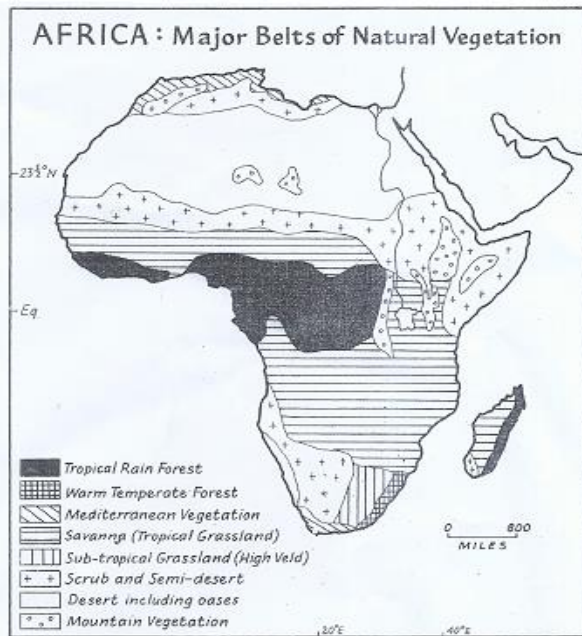 AFRICA : Major Belts of Natural Vegetation
23½°N
Eq.
Tropical Rain Forest
Warm Temperate Forest
Mediterranean Vegetation
Savanna (Tropical Grassland)
Sub-tropical Grassland (High Veld)
Scrub and Semi-desert
Desert including oases
Mountain Vegetation
0 800
MILES
20°E 40°E